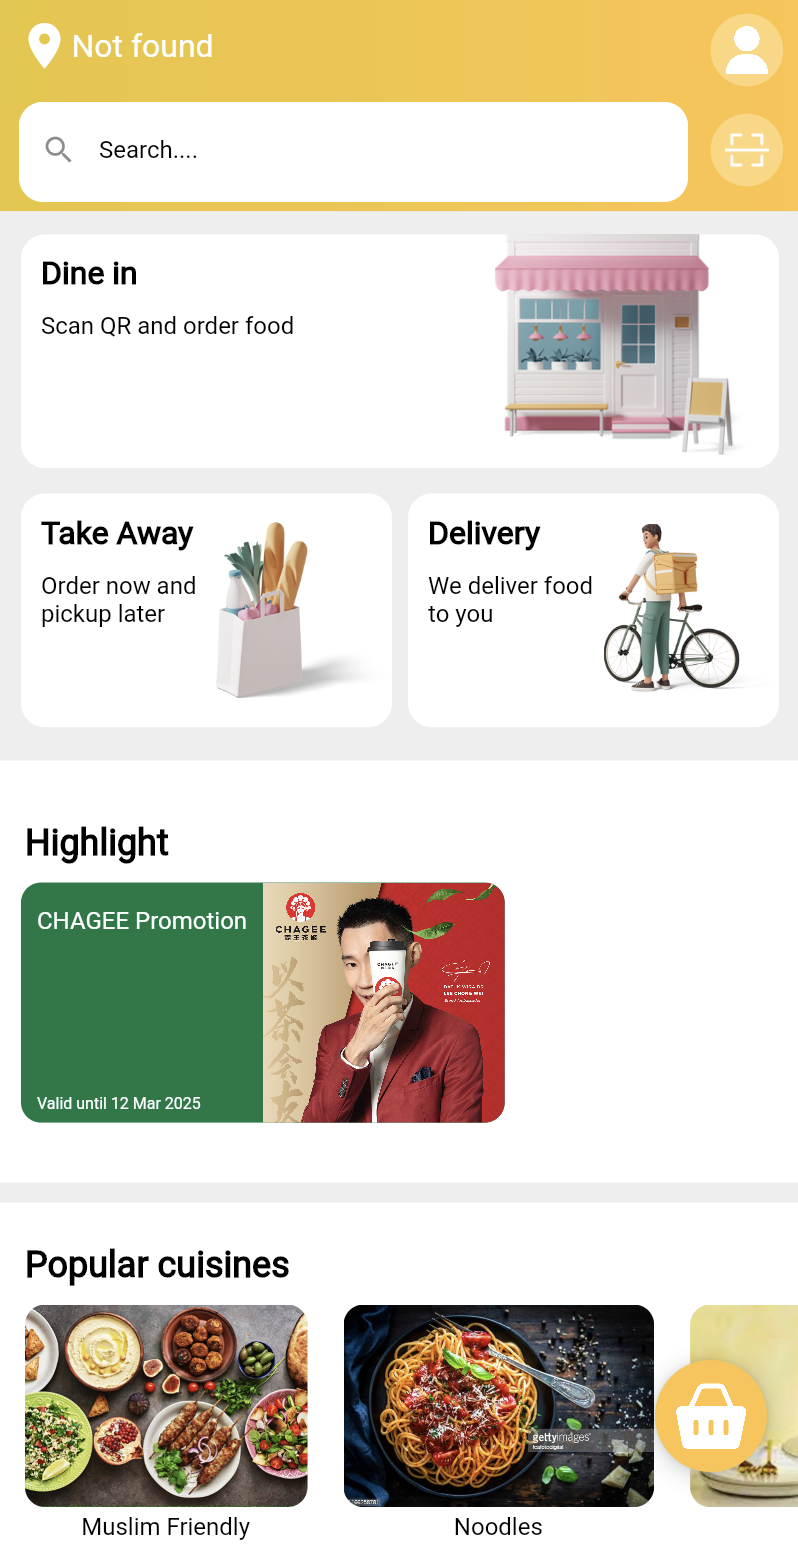 Not found
Search....
Dine in
Scan QR and order food
Take Away
Order now and
pickup later
Delivery
We deliver food
to you
Highlight
CHAGEE Promotion
Valid until 12 Mar 2025
CHAGEE
霸王茶姬
以
茶
会
友
CHAGEE
LEE CHONG WEI
Popular cuisines
gettyimages
Muslim Friendly
Noodles